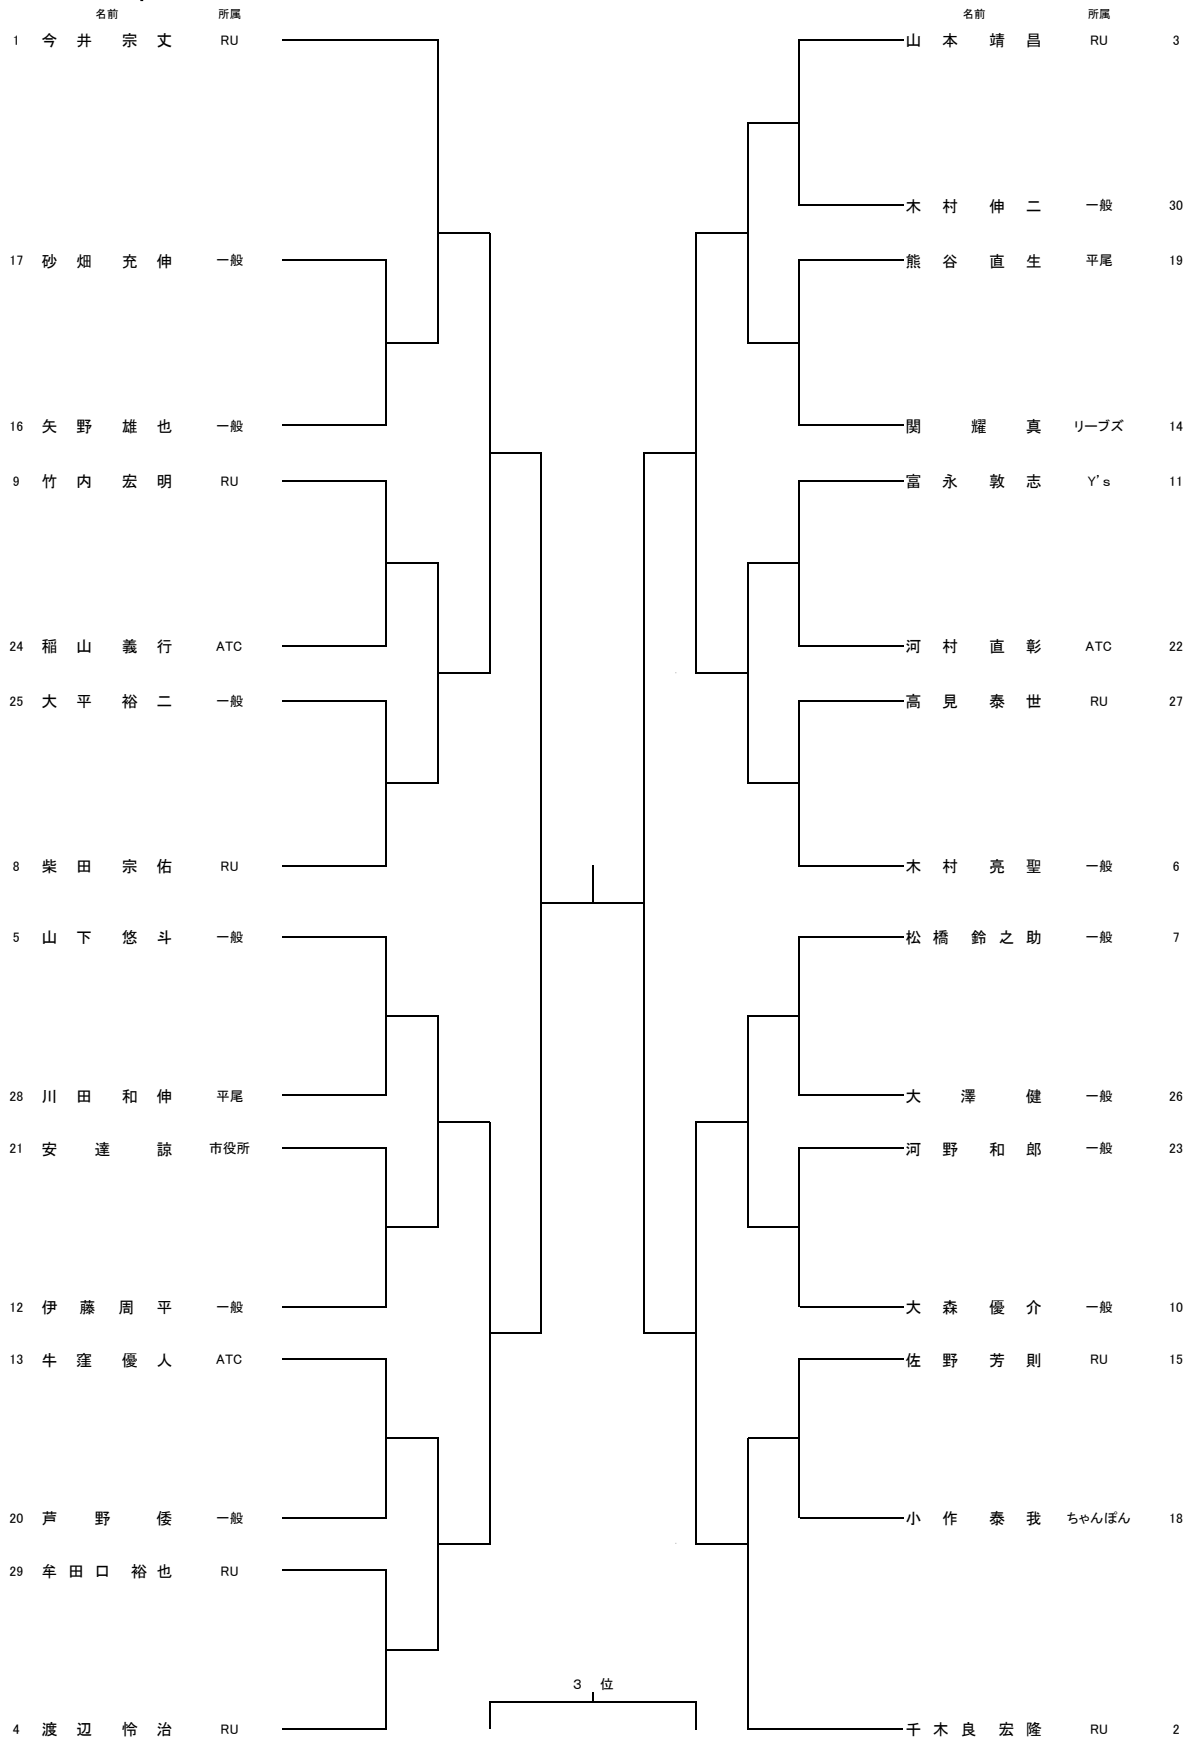 名前 所属 名前 所属
1 今井 宗丈 RU 山本 靖昌 RU 3
木村 伸二 一般 30
17 砂畑 充伸 一般 熊谷 直生 平尾 19
16 矢野 雄也 一般 関 耀真 リーブズ 14
9 竹内 宏明 RU 富永 敦志 Y's 11
24 稲山 義行 ATC 河村 直彰 ATC 22
25 大平 裕二 一般 高見 泰世 RU 27
8 柴田 宗佑 RU 木村 亮聖 一般 6
5 山下 悠斗 一般 松橋 鈴之助 一般 7
28 川田 和伸 平尾 大澤 健 一般 26
21 安達 諒 市役所 河野 和郎 一般 23
12 伊藤 周平 一般 大森 優介 一般 10
13 牛窪 優人 ATC 佐野 芳則 RU 15
20 芦野 倭 一般 小作 泰我 ちゃんぽん 18
29 牟田口 裕也 RU
3 位
4 渡辺 怜治 RU 千木良 宏隆 RU 2